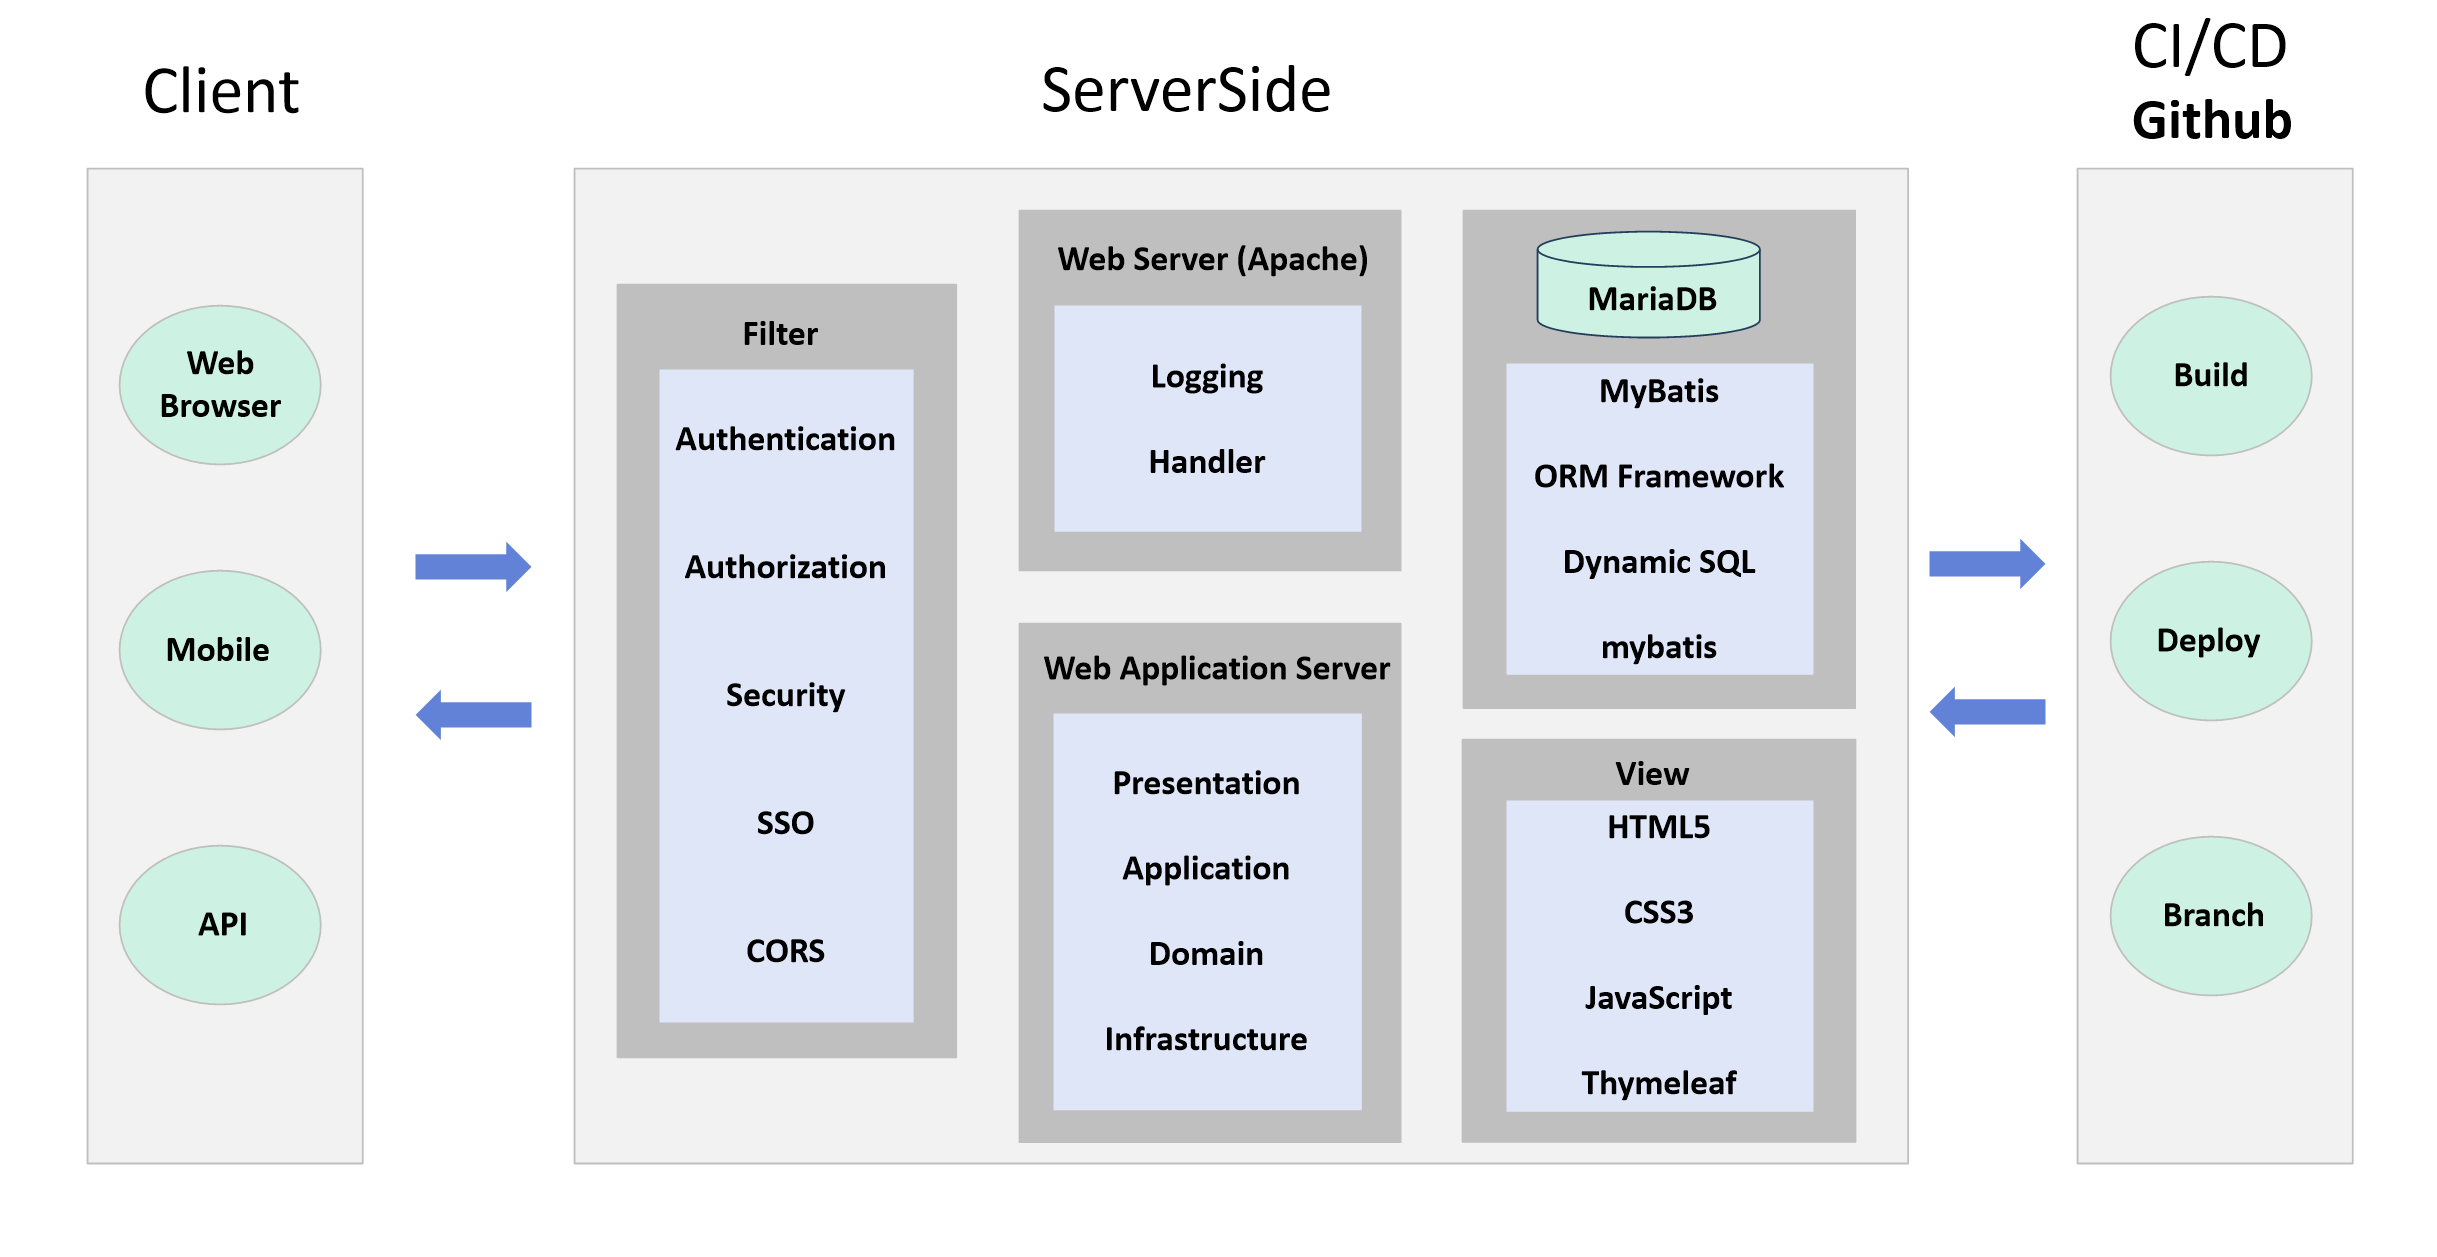 Client
Web
Browser
Mobile
API
ServerSide
Filter
Authentication
Authorization
Security
SSO
CORS
Web Server (Apache)
Logging
Handler
Web Application Server
Presentation
Application
Domain
Infrastructure
MariaDB
MyBatis
ORM Framework
Dynamic SQL
mybatis
View
HTML5
CSS3
JavaScript
Thymeleaf
CI/CD
Github
Build
Deploy
Branch